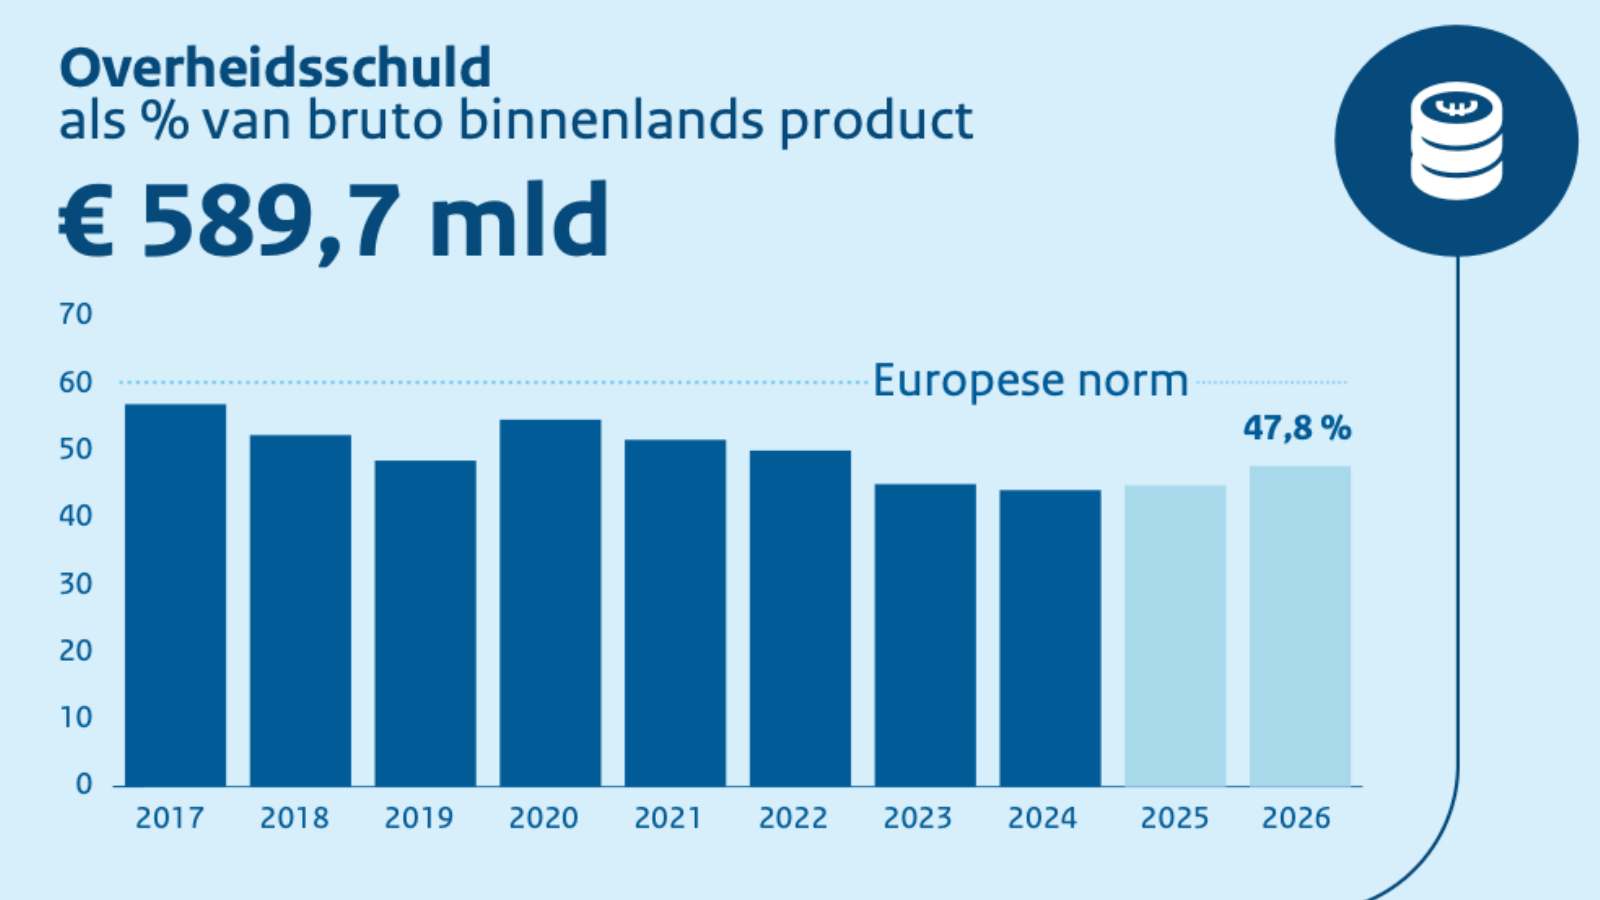 Overheidsschuld
als % van bruto binnenlands product
€ 589,7 mld
70
60
Europese norm
47,8 %
50
40
30
20
10
0
2017 2018 2019 2020 2021 2022 2023 2024 2025 2026